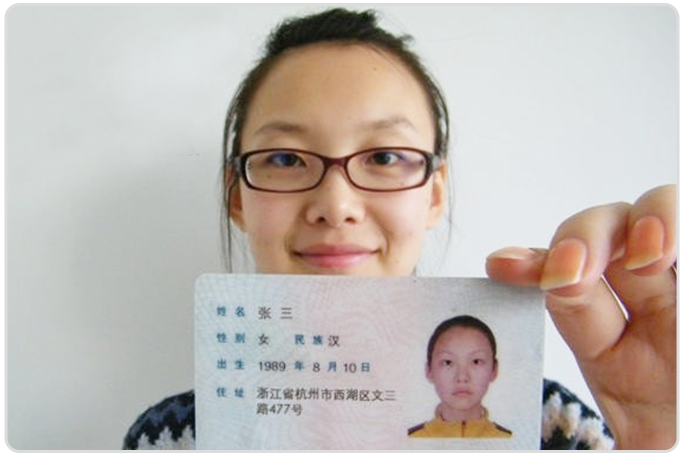 姓名 张三
性别 女 民族 汉
出生 1989 年 8 月 10 日
住址 浙江省杭州市西湖区文三
路477号